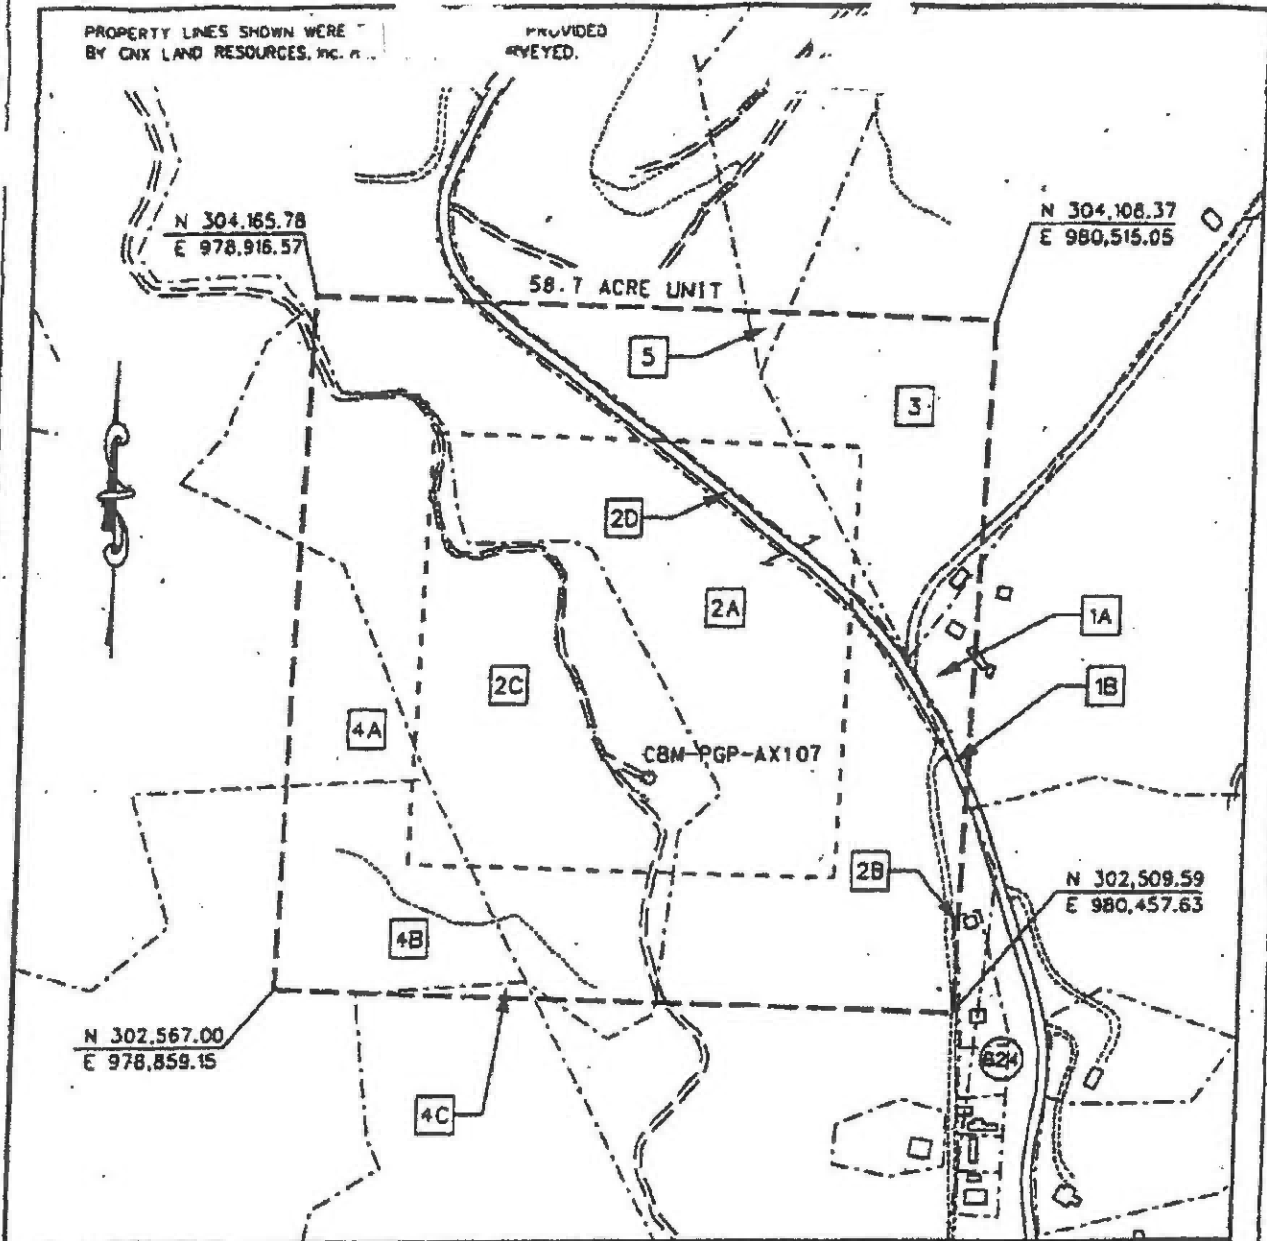 PROPERTY LINES SHOWN WERE PROVIDED
BY CNX LAND RESOURCES, INC.
N 304,165.78
E 978,916.57
N 304,108.37
E 980,515.05
58.7 ACRE UNIT
5
3
2D
2A
1A
2C
1B
4A
CBM-PGP-AX107
2B
N 302,509.59
E 980,457.63
4B
N 302,567.00
E 978,859.15
624
4C